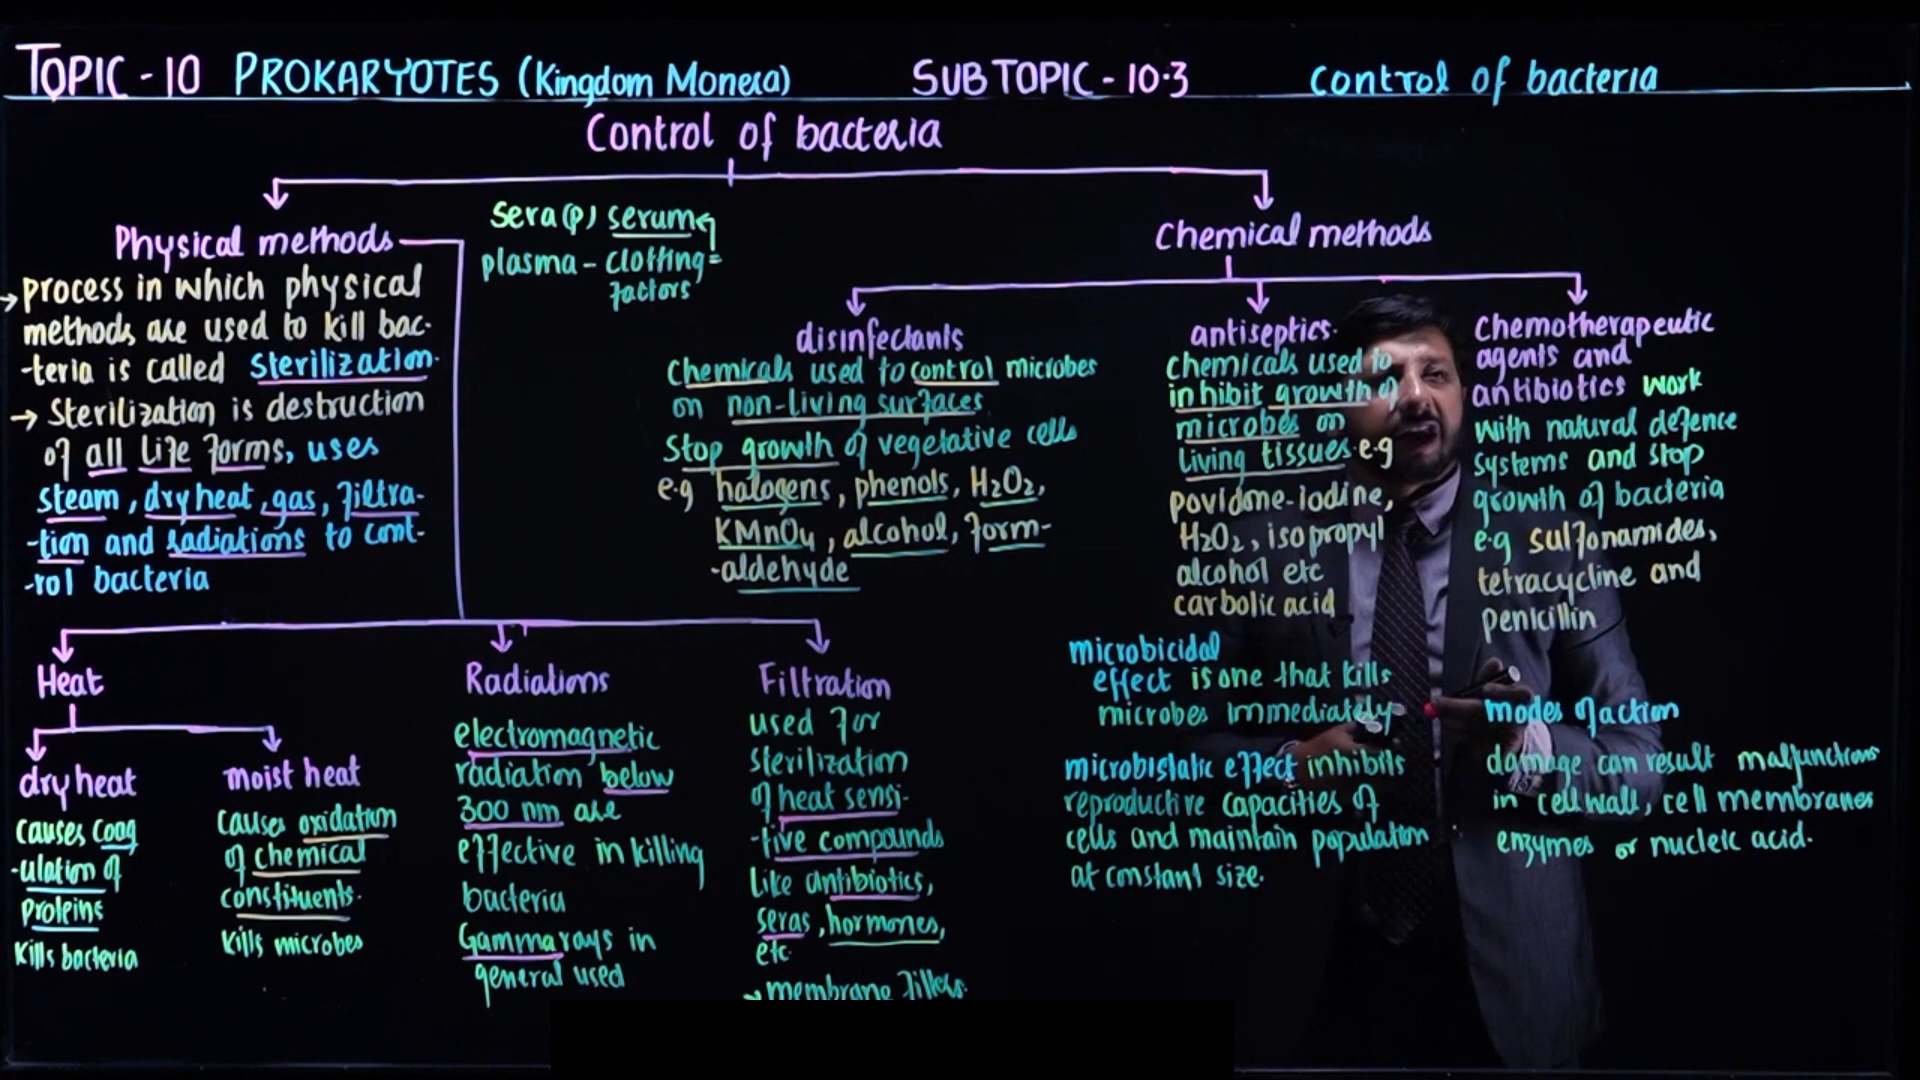 TOPIC - 10 PROKARYOTES (Kingdom Monera) SUBTOPIC - 10.3 control of bacteria
Control of bacteria
Physical methods
→ process in which physical
methods are used to kill bac-
-teria is called sterilization.
→ Sterilization is destruction
of all life forms, uses
steam, dry heat, gas, filtra-
-tion and radiations to cont-
-rol bacteria
Sera(p) serum
plasma - clotting =
factors
Chemical methods
disinfectants
Chemicals used to control microbes
on non-living surfaces
Stop growth of vegetative cells
e.g halogens, phenols, H₂O₂,
KMnO₄, alcohol, form-
-aldehyde
antiseptics.
chemicals used to
inhibit growth of
microbes on
living tissues e.g
povidone-iodine,
H₂O₂, isopropyl
alcohol etc
carbolic acid
Chemotherapeutic
agents and
antibiotics work
with natural defence
systems and stop
growth of bacteria
e.g sulfonamides,
tetracycline and
penicillin
Heat
dry heat
causes coag
-ulation of
proteins
kills bacteria
moist heat
causes oxidation
of chemical
constituents.
kills microbes
Radiations
electromagnetic
radiation below
300 nm are
effective in killing
bacteria
Gamma rays in
general used
Filtration
used for
sterilization
of heat sensi-
-tive compounds
like antibiotics,
seras, hormones,
etc.
→ membrane filters.
microbicidal
effect is one that kills
microbes immediately
microbistatic effect inhibits
reproductive capacities of
cells and maintain population
at constant size.
modes of action
damage can result malfunctions
in cell wall, cell membranes
enzymes or nucleic acid.